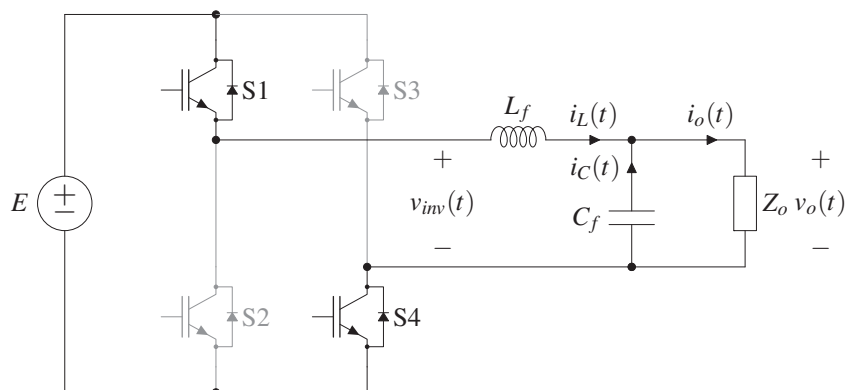 S1
S3
L_f
i_L(t)
i_o(t)
+
+
i_C(t)
E
+
−
v_inv(t)
C_f
Z_o v_o(t)
−
−
S2
S4